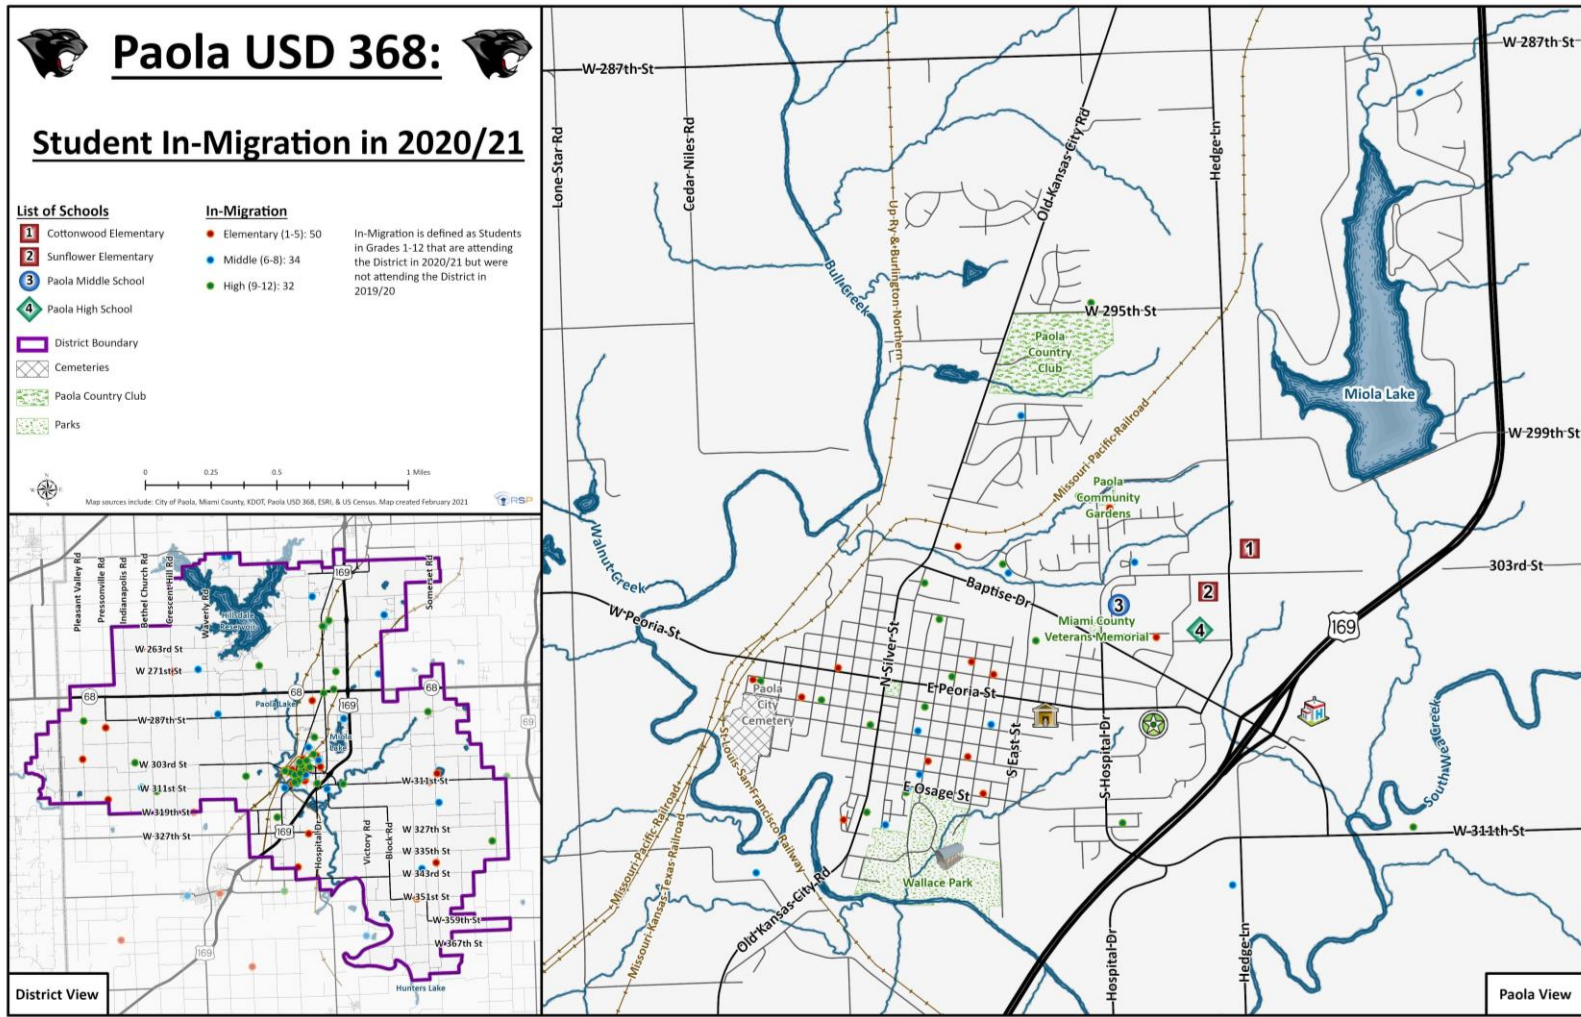 Paola USD 368:
Student In-Migration in 2020/21
List of Schools
1 Cottonwood Elementary
2 Sunflower Elementary
3 Paola Middle School
4 Paola High School
District Boundary
Cemeteries
Paola Country Club
Parks
In-Migration
Elementary (1-5): 50
Middle (6-8): 34
High (9-12): 32
In-Migration is defined as Students
in Grades 1-12 that are attending
the District in 2020/21 but were
not attending the District in
2019/20
N
0 0.25 0.5 1 Miles
Map sources include: City of Paola, Miami County, KDOT, Paola USD 368, ESRI, & US Census. Map created February 2021
RSP
Pleasant Valley Rd
Pressonville Rd
Indianapolis Rd
Bethel Church Rd
Crescent Hill Rd
Waverly Rd
Somerset Rd
169
Hillsdale
Reservoir
W 263rd St
W 271st St
68
68
68
Paola Lake
169
69
W 287th St
Miola
Lake
W 303rd St
W 311st St
W 311st St
W 319th St
W 327th St
169
Hospital Dr
Victory Rd
Block Rd
W 327th St
W 335th St
W 343rd St
W 351st St
W 359th St
W 367th St
169
Hunters Lake
District View
W 287th St
W 287th St
Lone Star Rd
Cedar Niles Rd
Old Kansas City Rd
Hedge Ln
Up Ry & Burlington Northern
Bull Creek
W 295th St
Paola
Country
Club
Miola Lake
W 299th St
Missouri Pacific Railroad
Paola
Community
Gardens
Walnut Creek
1
303rd St
Baptise Dr
2
3
W Peoria St
Miami County
Veterans Memorial
4
169
N Silver St
E Peoria St
Paola
City
Cemetery
H
St Louis San Francisco Railway
S East St
S Hospital Dr
South Wea Creek
E Osage St
W 311th St
Missouri Pacific Railroad
Missouri Kansas Texas Railroad
Wallace Park
Old Kansas City Rd
Hospital Dr
Hedge Ln
Paola View